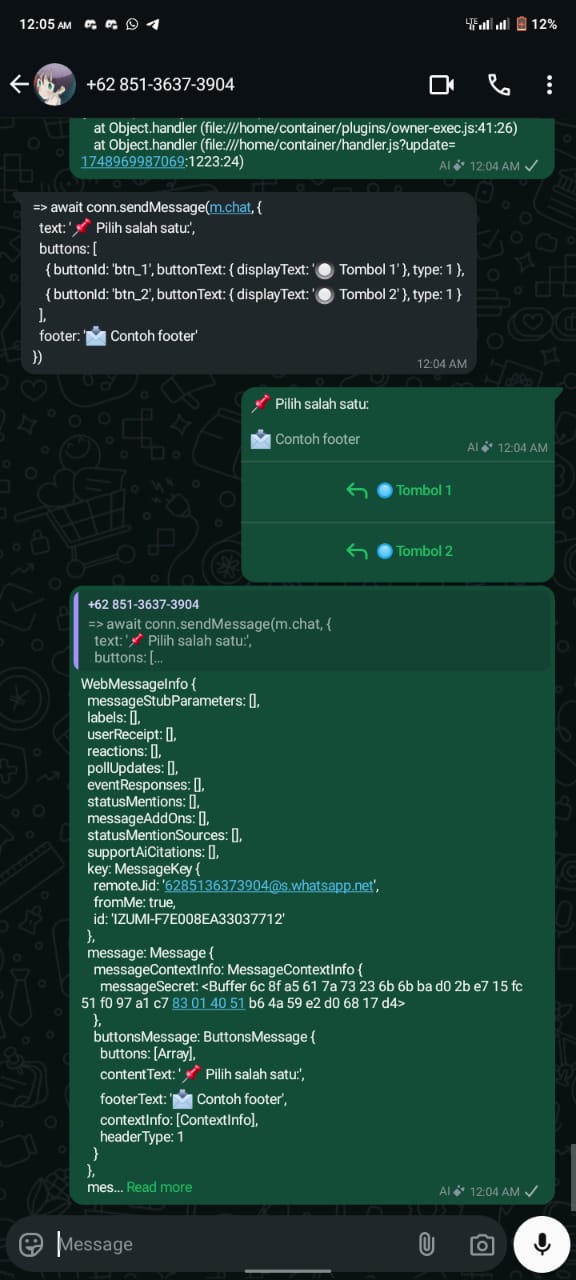 12:05 AM
12%
+62 851-3637-3904
at Object.handler (file:///home/container/plugins/owner-exec.js:41:26)
at Object.handler (file:///home/container/handler.js?update=
1748969987069:1223:24)
AI 12:04 AM
=> await conn.sendMessage(m.chat, {
text: '📌 Pilih salah satu:',
buttons: [
{ buttonId: 'btn_1', buttonText: { displayText: '⚪ Tombol 1' }, type: 1 },
{ buttonId: 'btn_2', buttonText: { displayText: '⚪ Tombol 2' }, type: 1 }
],
footer: '📩 Contoh footer'
})
12:04 AM
📌 Pilih salah satu:
📩 Contoh footer
AI 12:04 AM
🔵 Tombol 1
🔵 Tombol 2
+62 851-3637-3904
=> await conn.sendMessage(m.chat, {
text: '📌 Pilih salah satu:',
buttons: [...
WebMessageInfo {
messageStubParameters: [],
labels: [],
userReceipt: [],
reactions: [],
pollUpdates: [],
eventResponses: [],
statusMentions: [],
messageAddOns: [],
statusMentionSources: [],
supportAiCitations: [],
key: MessageKey {
remoteJid: '6285136373904@s.whatsapp.net',
fromMe: true,
id: 'IZUMI-F7E008EA33037712'
},
message: Message {
messageContextInfo: MessageContextInfo {
messageSecret: <Buffer 6c 8f a5 61 7a 73 23 6b 6b ba d0 2b e7 15 fc
51 f0 97 a1 c7 83 01 40 51 b6 4a 59 e2 d0 68 17 d4>
},
buttonsMessage: ButtonsMessage {
buttons: [Array],
contentText: '📌 Pilih salah satu:',
footerText: '📩 Contoh footer',
contextInfo: [ContextInfo],
headerType: 1
}
},
mes... Read more
AI 12:04 AM
Message